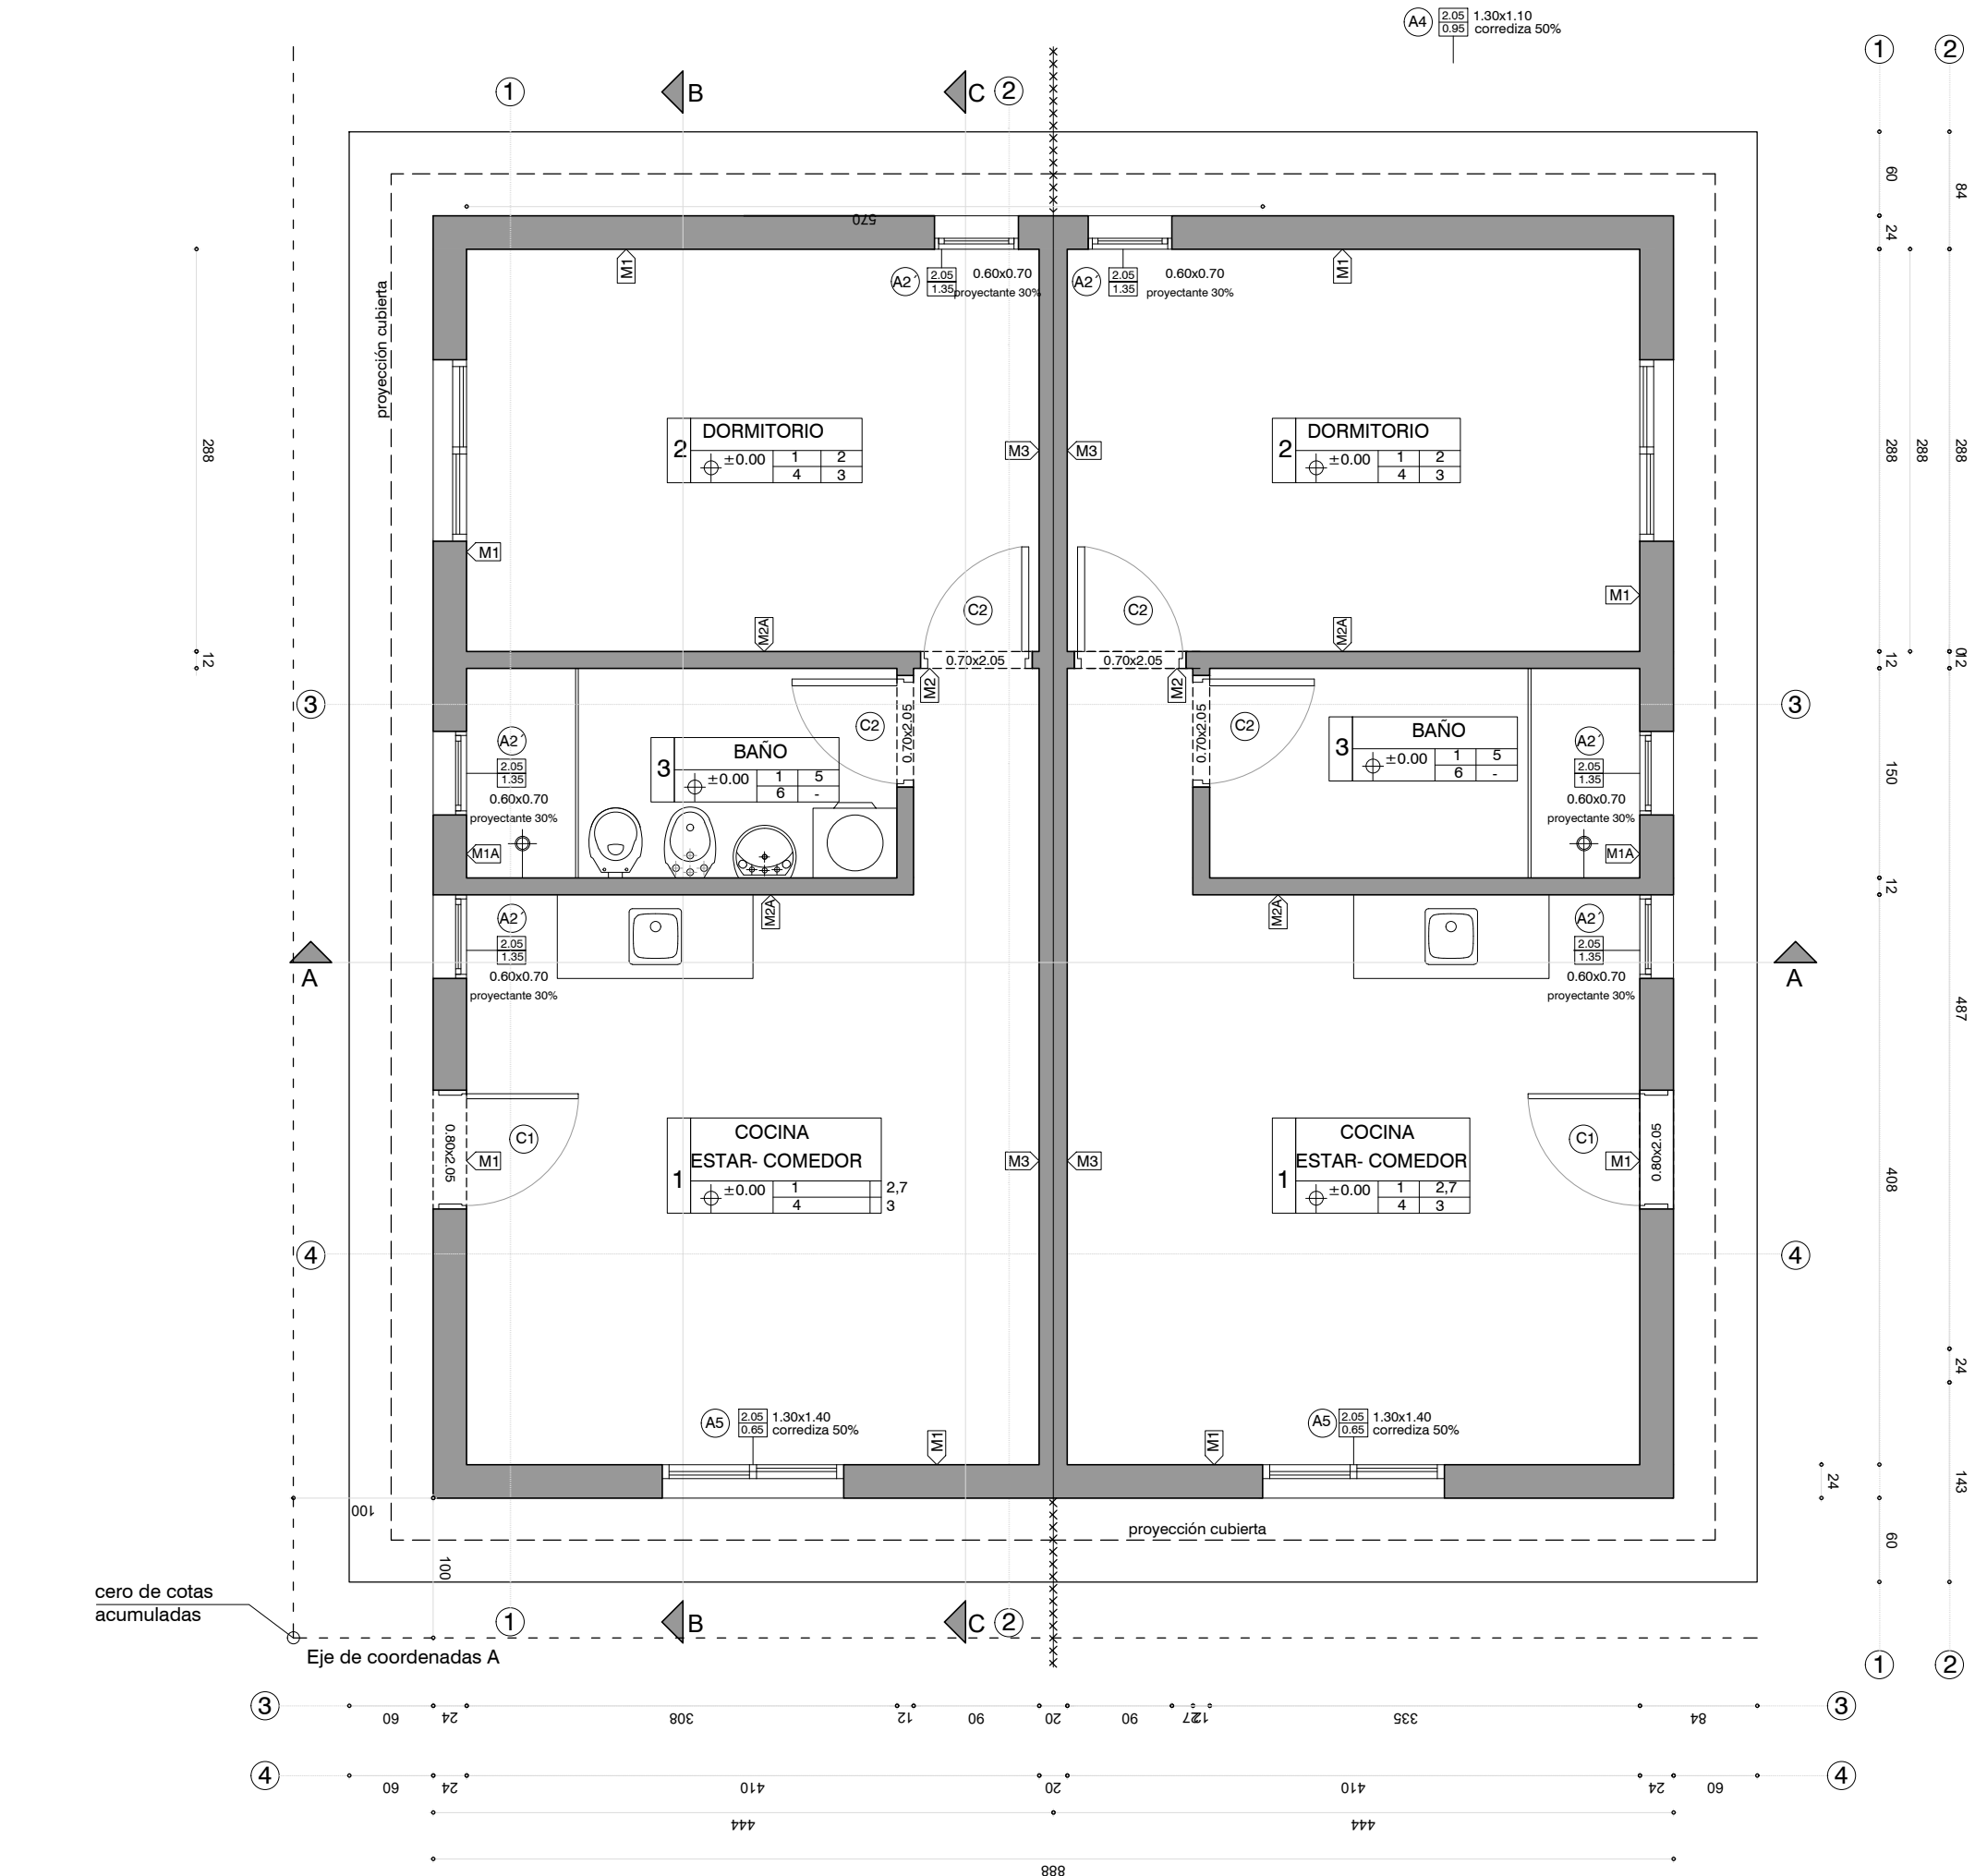 A4 2.05 1.30x1.10
0.95 corrediza 50%
1 2
1 B C 2
60 84
24
570
A2´ 2.05 0.60x0.70
1.35 proyectante 30%
A2´ 2.05 0.60x0.70
1.35 proyectante 30%
M1 M1
proyección cubierta
2 DORMITORIO
±0.00 1 2
4 3
2 DORMITORIO
±0.00 1 2
4 3
M3 M3
288 288 288 288
M1
M1
C2 C2
M2A M2A
0.70x2.05 0.70x2.05
12 12
12
M2 M2
3 3
0.70x2.05 0.70x2.05
C2 C2
A2´
2.05
1.35
0.60x0.70
proyectante 30%
3 BAÑO
±0.00 1 5
6 -
3 BAÑO
±0.00 1 5
6 -
A2´
2.05
1.35
0.60x0.70
proyectante 30%
150
M1A M1A
12
M2A M2A
A2´
2.05
1.35
0.60x0.70
proyectante 30%
A2´
2.05
1.35
0.60x0.70
proyectante 30%
A A
487
0.80x2.05
C1
M1
1 COCINA
ESTAR- COMEDOR
±0.00 1 2,7
4 3
M3 M3
1 COCINA
ESTAR- COMEDOR
±0.00 1 2,7
4 3
C1
M1
0.80x2.05
408
4 4
24
A5 2.05 1.30x1.40
0.65 corrediza 50%
A5 2.05 1.30x1.40
0.65 corrediza 50%
M1 M1
24 143
100
proyección cubierta
60
100
cero de cotas
acumuladas
1 B C 2
Eje de coordenadas A
1 2
3 3
60 24 308 12 90 20 90 27 12 335 84
4 4
60 24 410 20 410 24 60
444 444
888